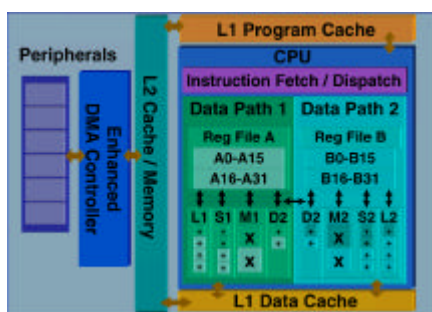 L1 Program Cache
Peripherals
CPU
Instruction Fetch / Dispatch
L2 Cache / Memory
Enhanced
DMA Controller
Data Path 1
Data Path 2
Reg File A
Reg File B
A0-A15
B0-B15
A16-A31
B16-B31
L1 S1 M1 D2
D2 M2 S2 L2
X
X
X
X
L1 Data Cache